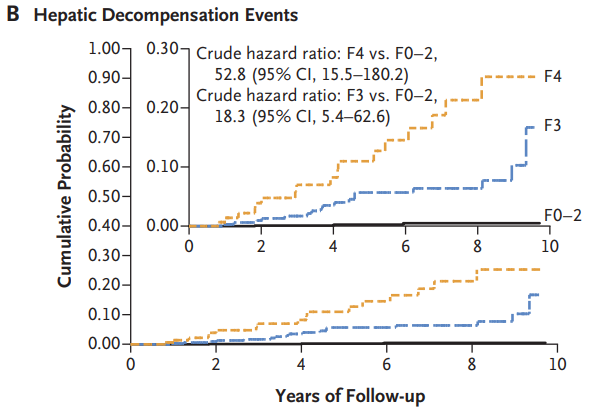 B Hepatic Decompensation Events
Cumulative Probability
1.00
0.90
0.80
0.70
0.60
0.50
0.40
0.30
0.20
0.10
0.00
0.30
0.20
0.10
0.00
Crude hazard ratio: F4 vs. F0–2,
52.8 (95% CI, 15.5–180.2)
Crude hazard ratio: F3 vs. F0–2,
18.3 (95% CI, 5.4–62.6)
F4
F3
F0–2
0 2 4 6 8 10
0 2 4 6 8 10
Years of Follow-up